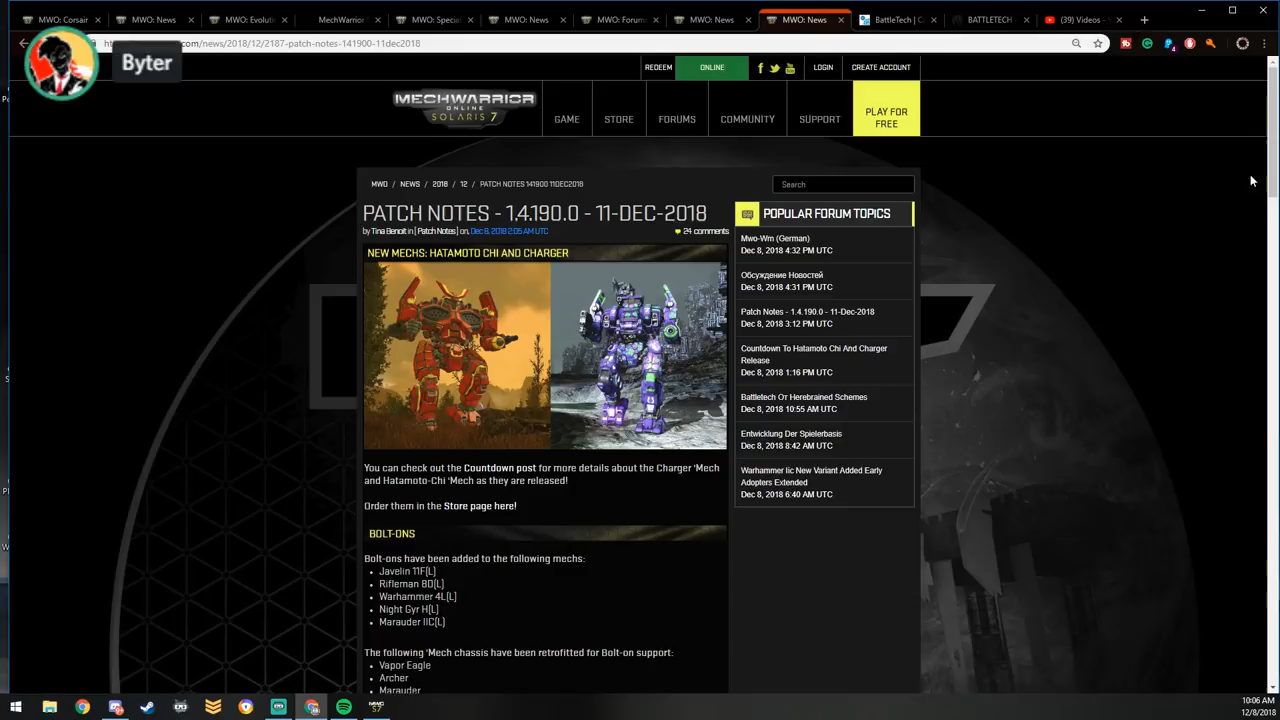 MWO: Corsair
MWO: News
MWO: Evoluti
MechWarrior
MWO: Specia
MWO: News
MWO: Forum
MWO: News
MWO: News
BattleTech | Ca
BATTLETECH -
(39) Videos -
com/news/2018/12/2187-patch-notes-141900-11dec2018
Byter
REDEEM
ONLINE
LOGIN
CREATE ACCOUNT
MECHWARRIOR
ONLINE
SOLARIS 7
GAME
STORE
FORUMS
COMMUNITY
SUPPORT
PLAY FOR
FREE
MWO / NEWS / 2018 / 12 / PATCH NOTES 141900 11DEC2018
Search
PATCH NOTES - 1.4.190.0 - 11-DEC-2018
by Tina Benoit in [ Patch Notes ] on, Dec 8, 2018 2:05 AM UTC
24 comments
NEW MECHS: HATAMOTO CHI AND CHARGER
You can check out the Countdown post for more details about the Charger 'Mech
and Hatamoto-Chi 'Mech as they are released!
Order them in the Store page here!
BOLT-ONS
Bolt-ons have been added to the following mechs:
Javelin 11F(L)
Rifleman 8D(L)
Warhammer 4L(L)
Night Gyr H(L)
Marauder IIC(L)
The following 'Mech chassis have been retrofitted for Bolt-on support:
Vapor Eagle
Archer
Marauder
POPULAR FORUM TOPICS
Mwo-Wm (German)
Dec 8, 2018 4:32 PM UTC
Обсуждение Новостей
Dec 8, 2018 4:31 PM UTC
Patch Notes - 1.4.190.0 - 11-Dec-2018
Dec 8, 2018 3:12 PM UTC
Countdown To Hatamoto Chi And Charger
Release
Dec 8, 2018 1:16 PM UTC
Battletech От Herebrained Schemes
Dec 8, 2018 10:55 AM UTC
Entwicklung Der Spielerbasis
Dec 8, 2018 8:42 AM UTC
Warhammer Iic New Variant Added Early
Adopters Extended
Dec 8, 2018 6:40 AM UTC
10:06 AM
12/8/2018